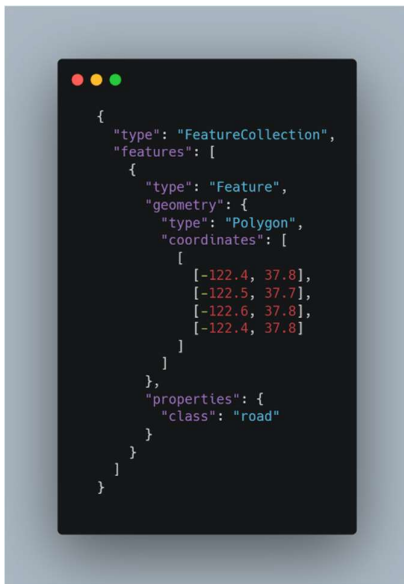 {
  "type": "FeatureCollection",
  "features": [
    {
      "type": "Feature",
      "geometry": {
        "type": "Polygon",
        "coordinates": [
          [
            [-122.4, 37.8],
            [-122.5, 37.7],
            [-122.6, 37.8],
            [-122.4, 37.8]
          ]
        ]
      },
      "properties": {
        "class": "road"
      }
    }
  ]
}